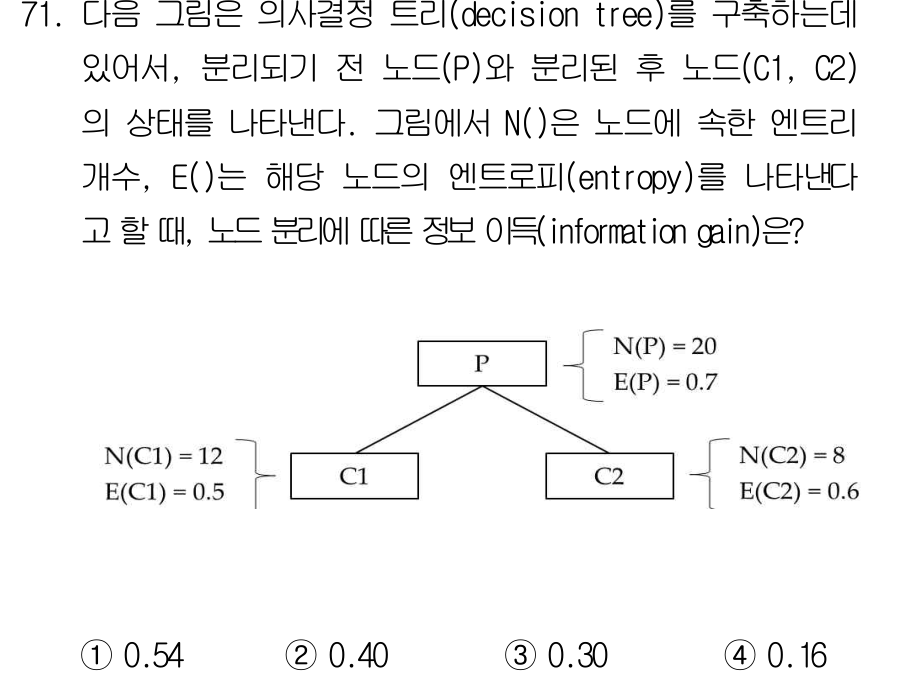 71. 다음 그림은 의사결정 트리(decision tree)를 구축하는데
있어서, 분리되기 전 노드(P)와 분리된 후 노드(C1, C2)
의 상태를 나타낸다. 그림에서 N()은 노드에 속한 엔트리
개수, E()는 해당 노드의 엔트로피(entropy)를 나타낸다
고 할 때, 노드 분리에 따른 정보 이득(information gain)은?
P
N(P) = 20
E(P) = 0.7
N(C1) = 12
E(C1) = 0.5
C1
C2
N(C2) = 8
E(C2) = 0.6
① 0.54 ② 0.40 ③ 0.30 ④ 0.16